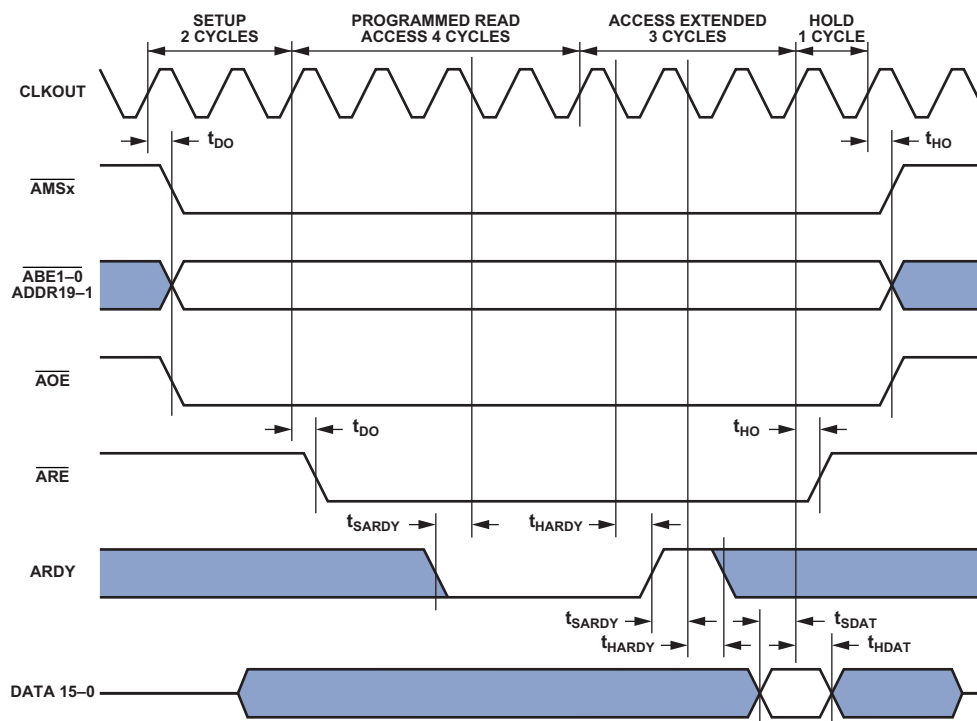 SETUP
2 CYCLES
PROGRAMMED READ
ACCESS 4 CYCLES
ACCESS EXTENDED
3 CYCLES
HOLD
1 CYCLE
CLKOUT
tDO
tHO
AMSx
ABE1–0
ADDR19–1
AOE
tDO
tHO
ARE
tSARDY
tHARDY
ARDY
tSARDY
tSDAT
tHARDY
tHDAT
DATA 15–0